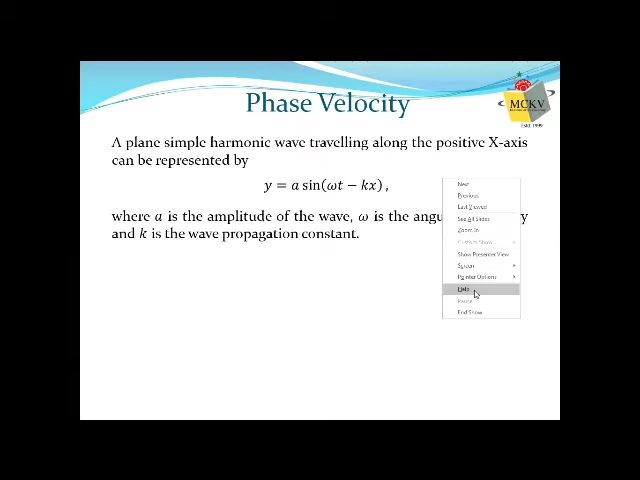 Phase Velocity
MCKV
Estd. 1999
A plane simple harmonic wave travelling along the positive X-axis
can be represented by
y = a sin(ωt − kx) ,
where a is the amplitude of the wave, ω is the angu y
and k is the wave propagation constant.
Next
Previous
Last Viewed
See All Slides
Zoom In
Custom Show
Show Presenter View
Screen
Pointer Options
Help
Pause
End Show